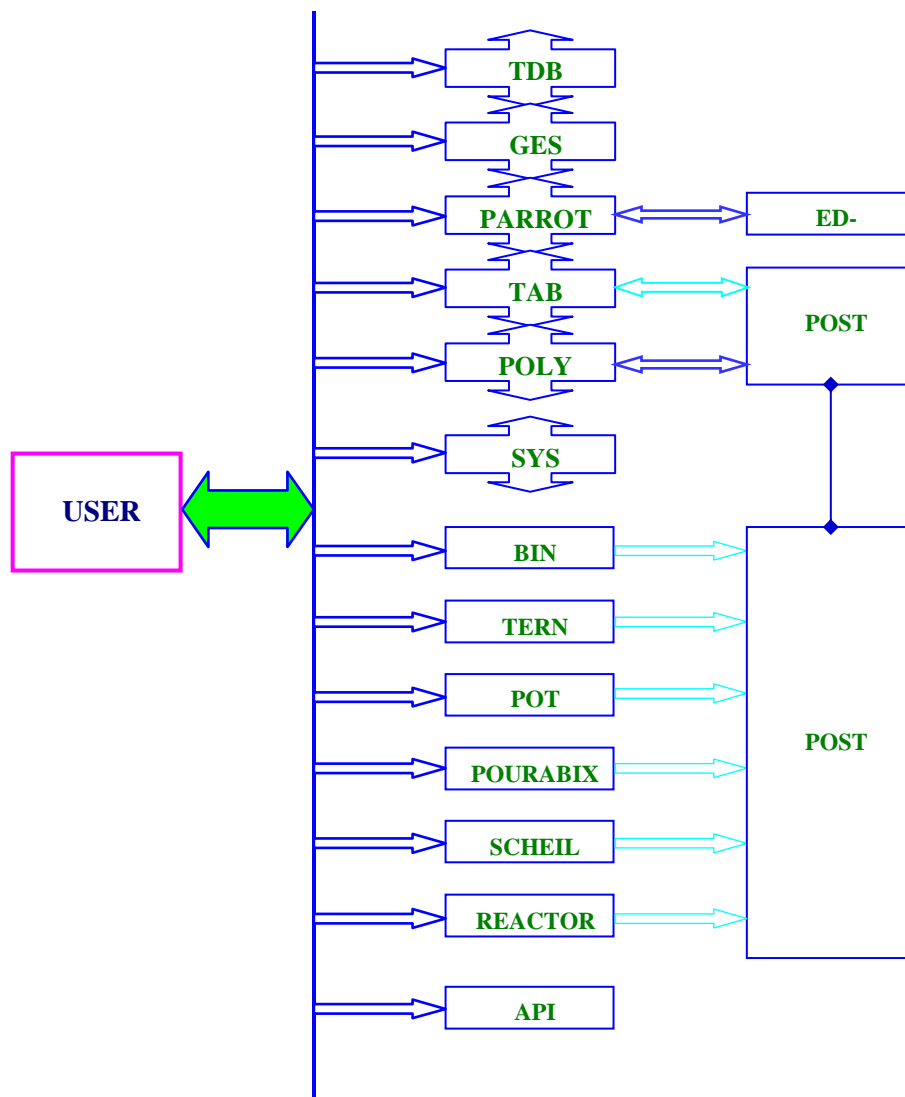 TDB
GES
PARROT
ED-
TAB
POST
POLY
SYS
USER
BIN
TERN
POT
POST
POURABIX
SCHEIL
REACTOR
API